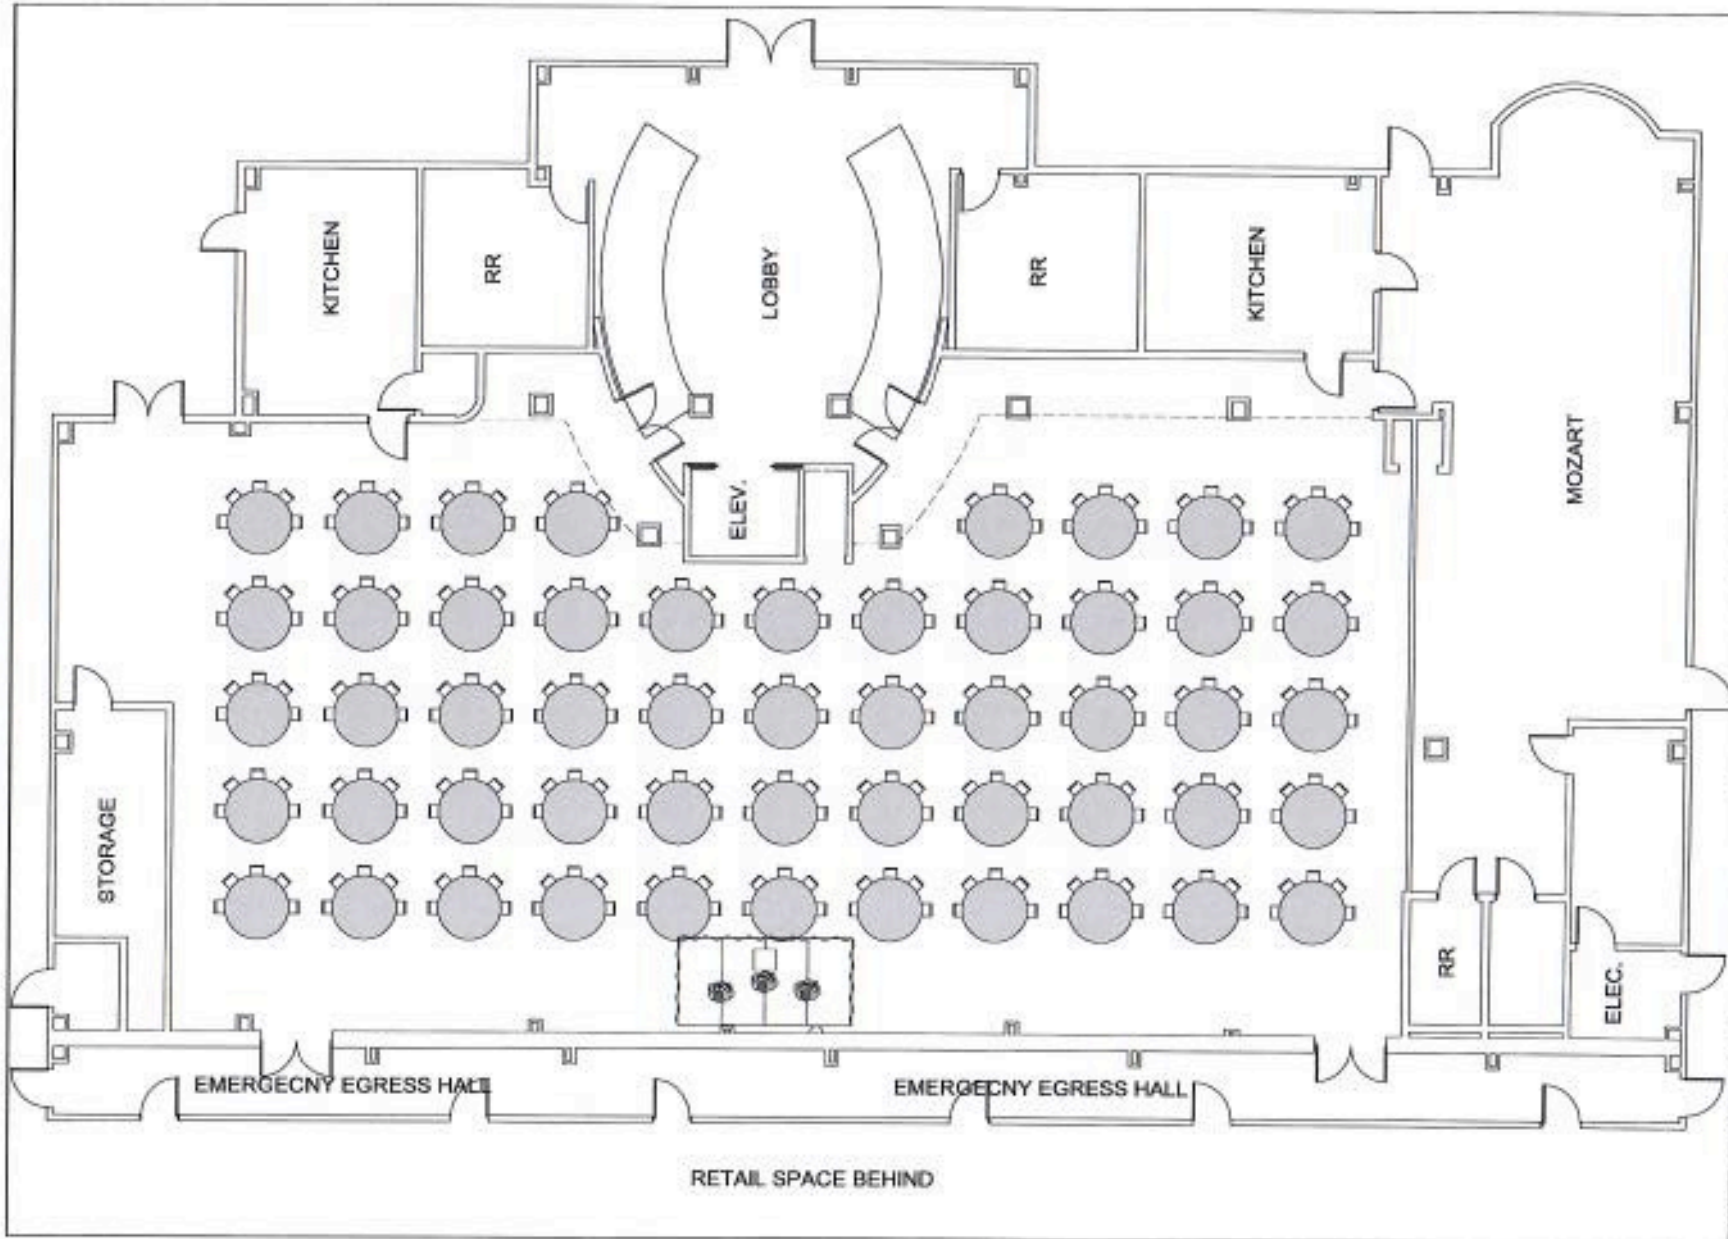 KITCHEN
RR
LOBBY
RR
KITCHEN
MOZART
ELEV.
STORAGE
RR
ELEC.
EMERGECNY EGRESS HALL
EMERGECNY EGRESS HALL
RETAIL SPACE BEHIND